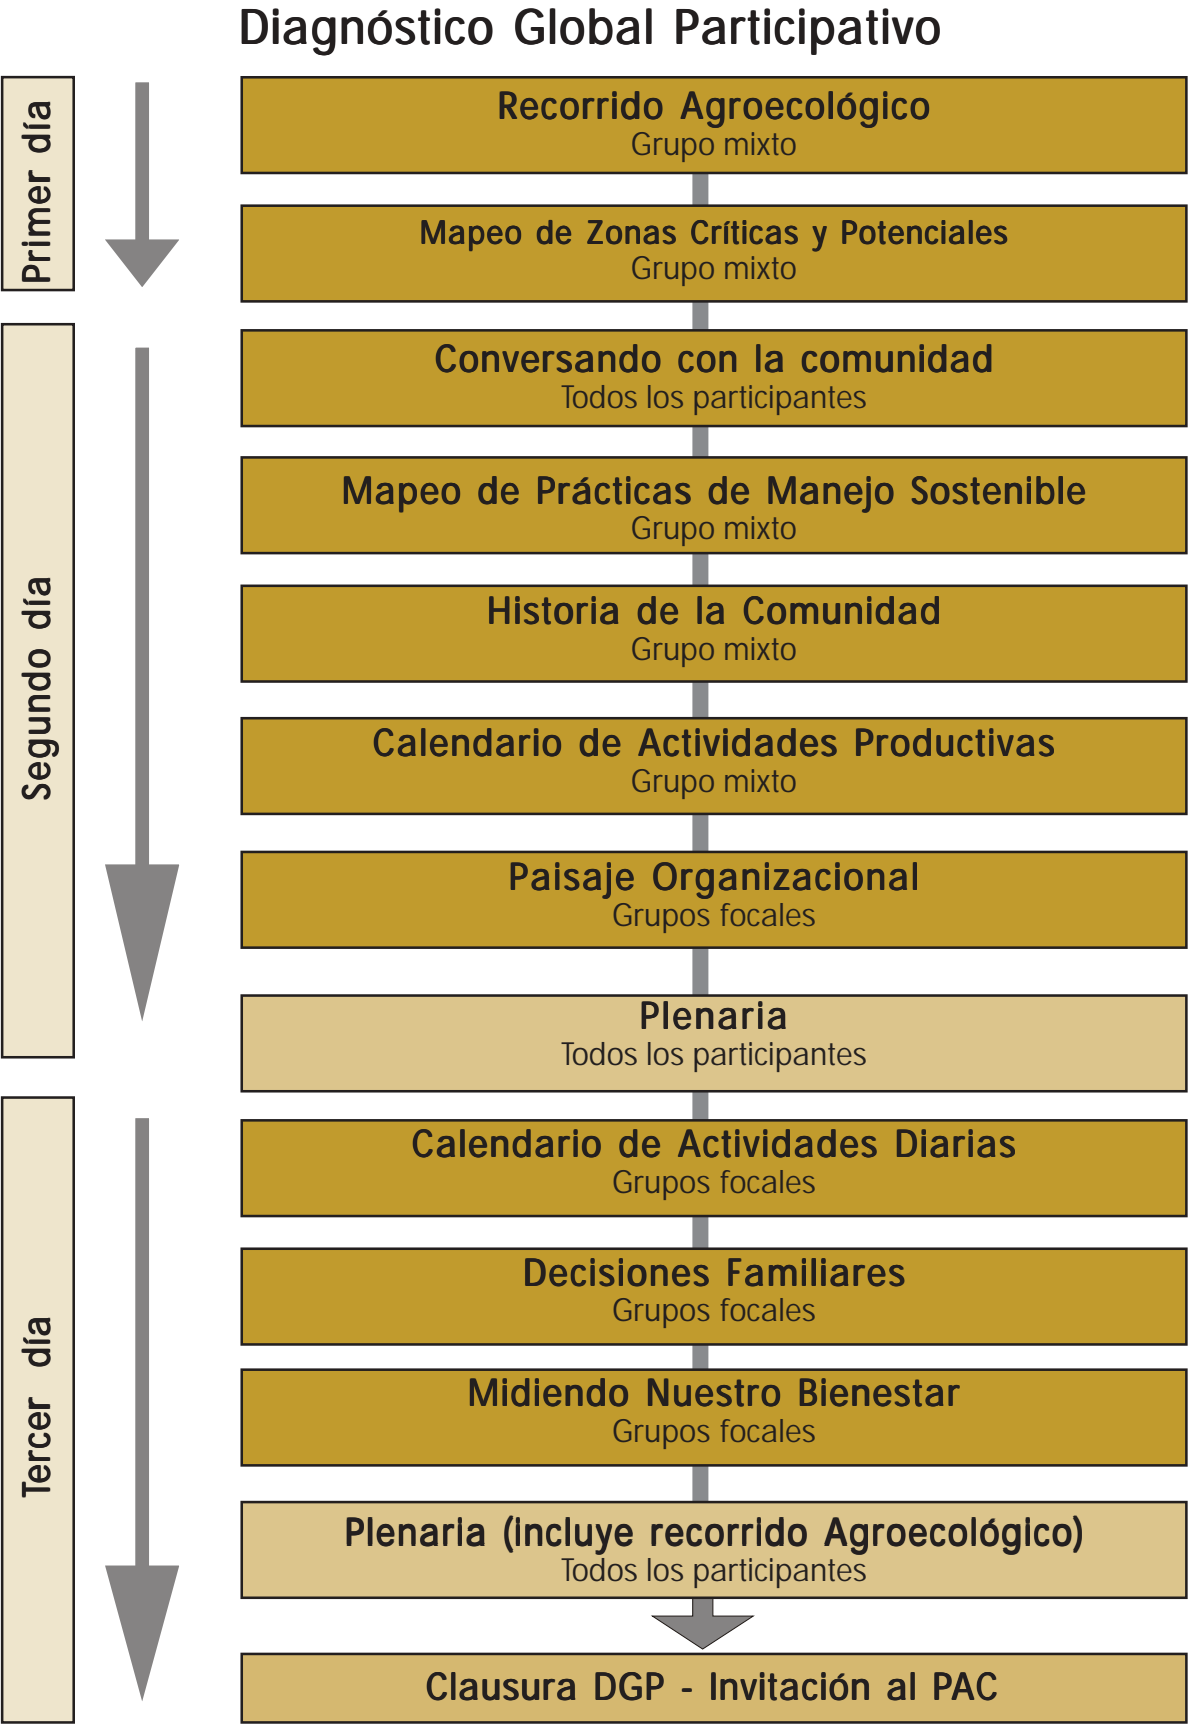 Diagnóstico Global Participativo
Primer día
Recorrido Agroecológico
Grupo mixto
Mapeo de Zonas Críticas y Potenciales
Grupo mixto
Segundo día
Conversando con la comunidad
Todos los participantes
Mapeo de Prácticas de Manejo Sostenible
Grupo mixto
Historia de la Comunidad
Grupo mixto
Calendario de Actividades Productivas
Grupo mixto
Paisaje Organizacional
Grupos focales
Plenaria
Todos los participantes
Tercer día
Calendario de Actividades Diarias
Grupos focales
Decisiones Familiares
Grupos focales
Midiendo Nuestro Bienestar
Grupos focales
Plenaria (incluye recorrido Agroecológico)
Todos los participantes
Clausura DGP - Invitación al PAC